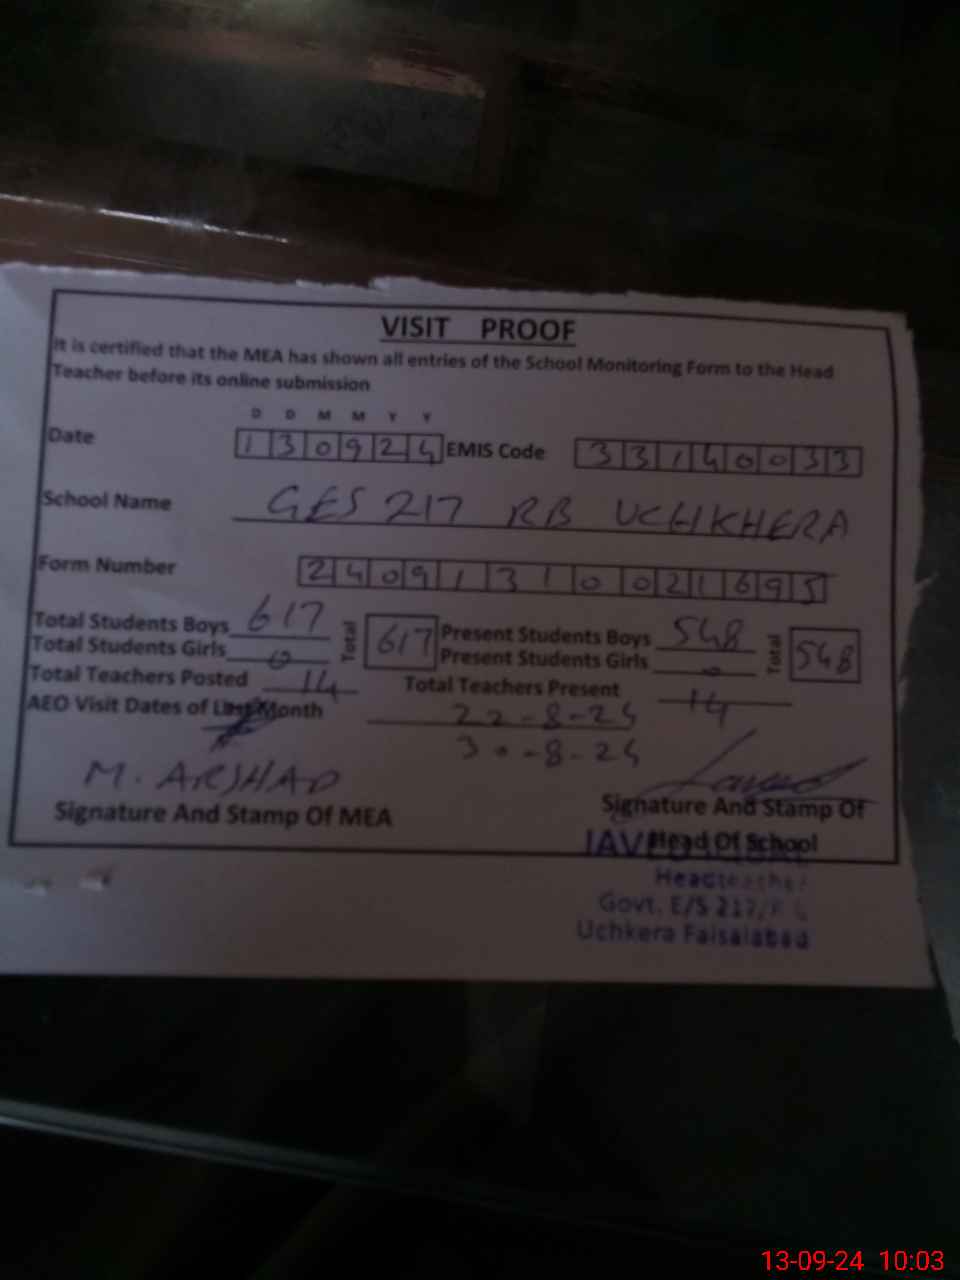 VISIT PROOF
It is certified that the MEA has shown all entries of the School Monitoring Form to the Head
Teacher before its online submission
D D M M Y Y
Date 130924 EMIS Code 33140033
School Name GES 217 RB UCHKHERA
Form Number 240913100021695
Total Students Boys 617 Total 617 Present Students Boys 548 Total 548
Total Students Girls 0 Present Students Girls 0
Total Teachers Posted 14 Total Teachers Present 14
AEO Visit Dates of Last Month 22-8-24
30-8-24
M. ARSHAD
Signature And Stamp Of MEA Signature And Stamp Of
Head Of School
Headteacher
Govt. E/S 217/
Uchkera Faisalabad
13-09-24 10:03